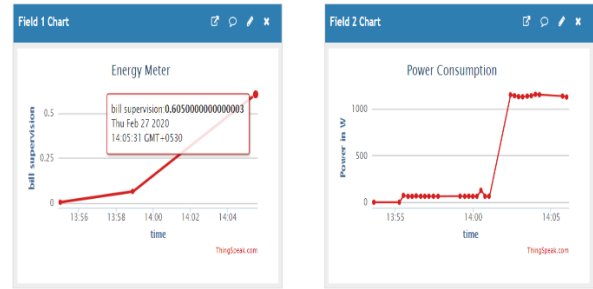 Field 1 Chart
Energy Meter
bill supervision
0.5
0.25
0
bill supervision:0.6050000000000003
Thu Feb 27 2020
14:05:31 GMT+0530
13:56 13:58 14:00 14:02 14:04
time
ThingSpeak.com
Field 2 Chart
Power Consumption
Power in W
1000
500
0
13:55 14:00 14:05
time
ThingSpeak.com